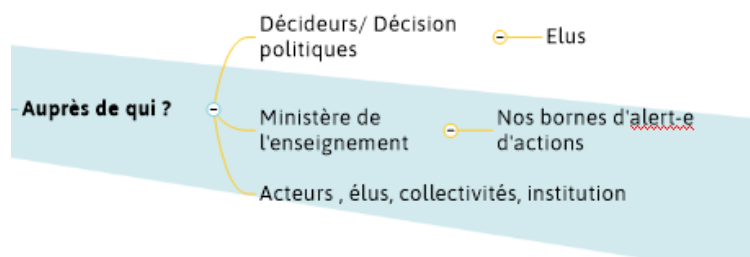 Décideurs/ Décision
politiques
Elus
Auprès de qui ?
Ministère de
l'enseignement
Nos bornes d'alert-e
d'actions
Acteurs , élus, collectivités, institution